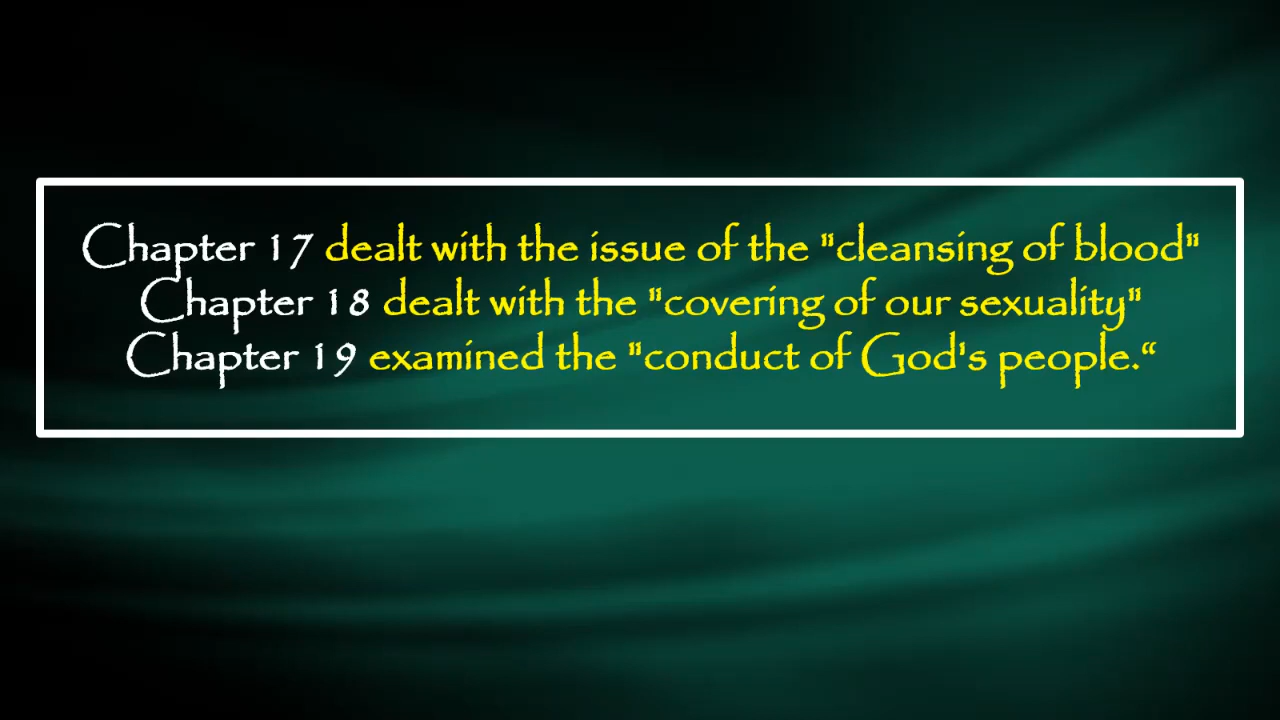 Chapter 17 dealt with the issue of the "cleansing of blood"
Chapter 18 dealt with the "covering of our sexuality"
Chapter 19 examined the "conduct of God's people.“